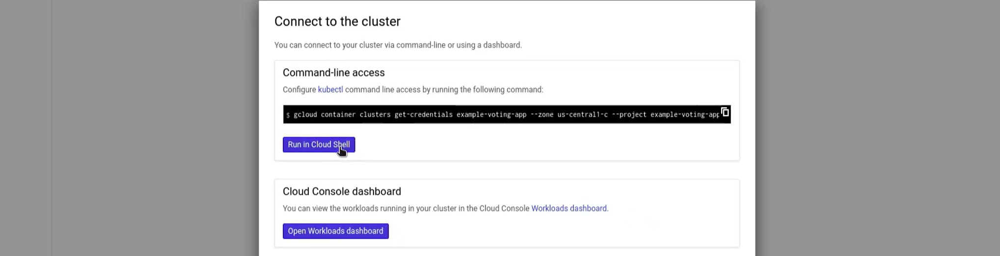 Connect to the cluster
You can connect to your cluster via command-line or using a dashboard.
Command-line access
Configure kubectl command line access by running the following command:
$ gcloud container clusters get-credentials example-voting-app --zone us-central1-c --project example-voting-app
Run in Cloud Shell
Cloud Console dashboard
You can view the workloads running in your cluster in the Cloud Console Workloads dashboard.
Open Workloads dashboard